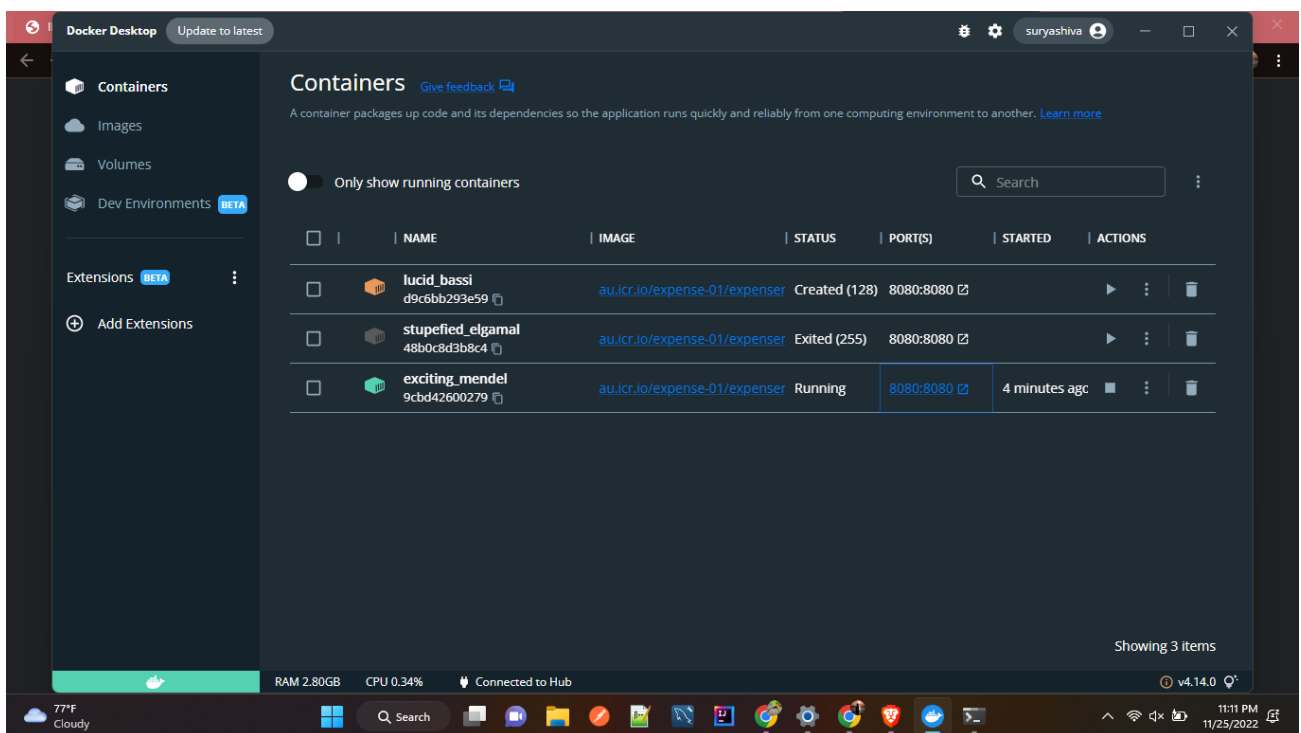 Docker Desktop Update to latest suryashiva
Containers
Images
Volumes
Dev Environments BETA
Extensions BETA
Add Extensions
Containers Give feedback
A container packages up code and its dependencies so the application runs quickly and reliably from one computing environment to another. Learn more
Only show running containers Search
NAME IMAGE STATUS PORT(S) STARTED ACTIONS
lucid_bassi
d9c6bb293e59 au.icr.io/expense-01/expenser Created (128) 8080:8080
stupefied_elgamal
48b0c8d3b8c4 au.icr.io/expense-01/expenser Exited (255) 8080:8080
exciting_mendel
9cbd42600279 au.icr.io/expense-01/expenser Running 8080:8080 4 minutes ago
Showing 3 items
RAM 2.80GB CPU 0.34% Connected to Hub v4.14.0
77°F
Cloudy
Search
11:11 PM
11/25/2022